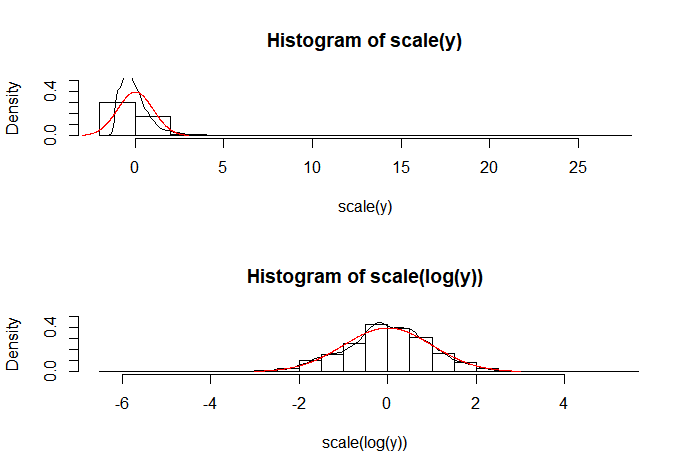 Histogram of scale(y)
Density
0.0 0.4
0 5 10 15 20 25
scale(y)
Histogram of scale(log(y))
Density
0.0 0.4
-6 -4 -2 0 2 4
scale(log(y))